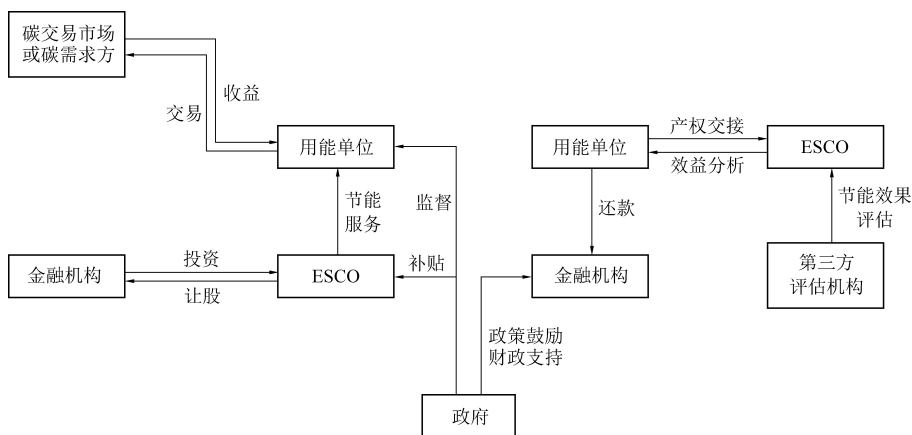 碳交易市场
或碳需求方
收益
交易
用能单位
节能
服务
监督
金融机构
投资
让股
ESCO
补贴
用能单位
产权交接
效益分析
ESCO
还款
节能效果
评估
金融机构
第三方
评估机构
政策鼓励
财政支持
政府